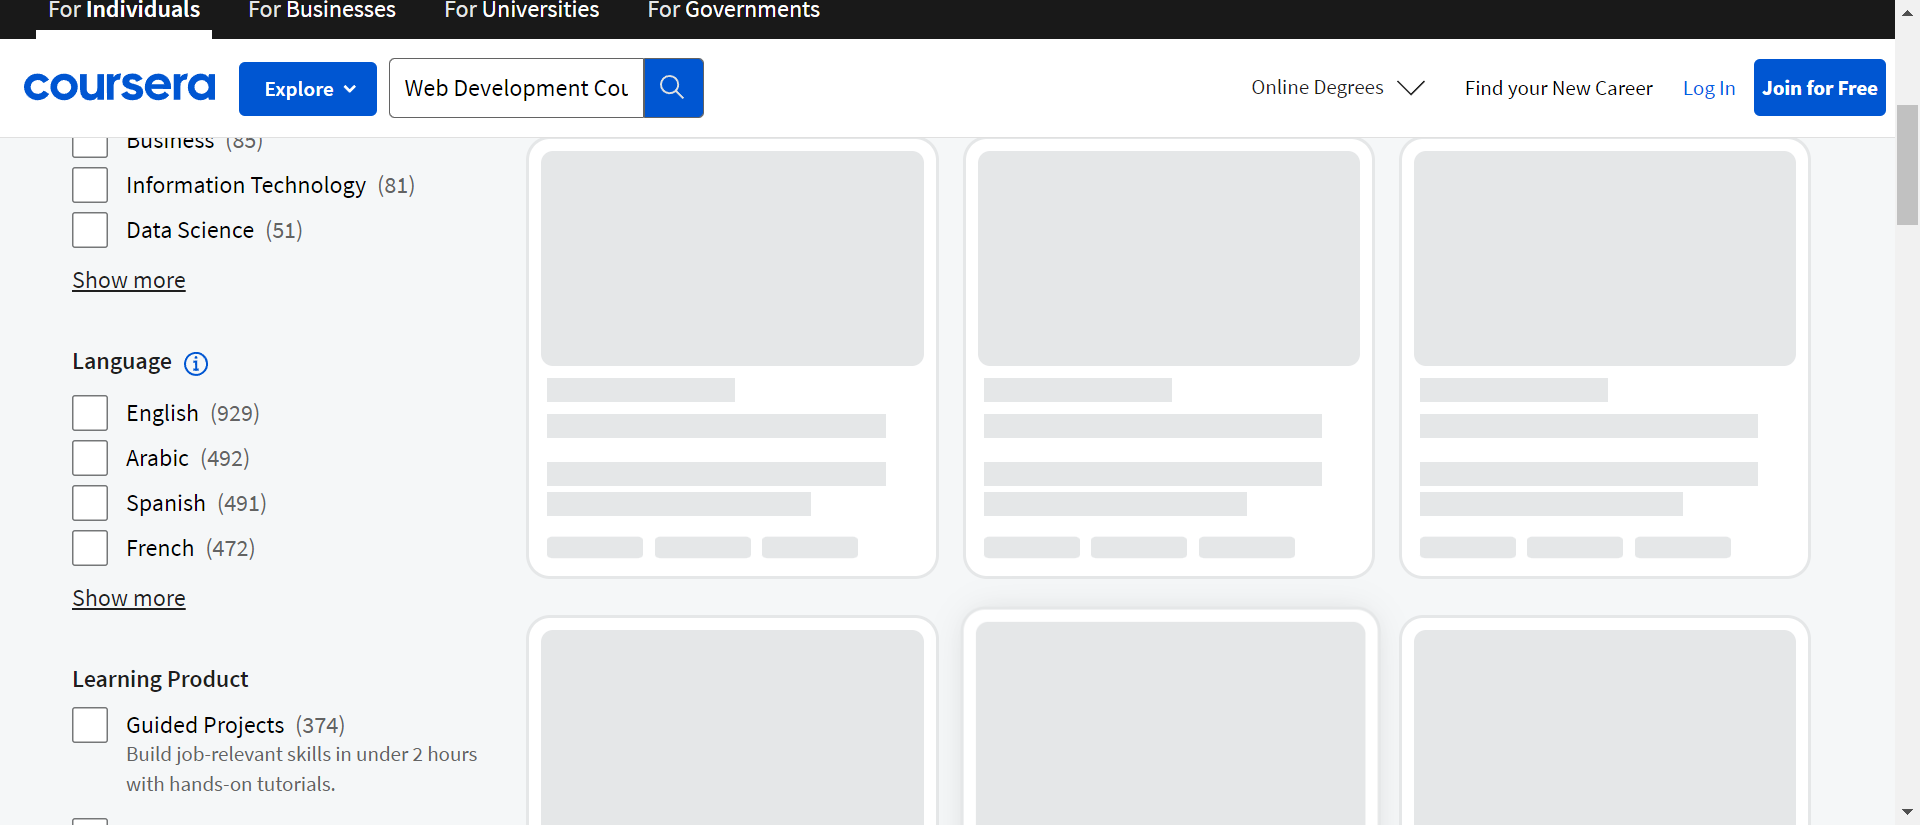 For Individuals For Businesses For Universities For Governments
coursera Explore Web Development Cou Online Degrees Find your New Career Log In Join for Free
Business (85)
Information Technology (81)
Data Science (51)
Show more
Language
English (929)
Arabic (492)
Spanish (491)
French (472)
Show more
Learning Product
Guided Projects (374)
Build job-relevant skills in under 2 hours
with hands-on tutorials.